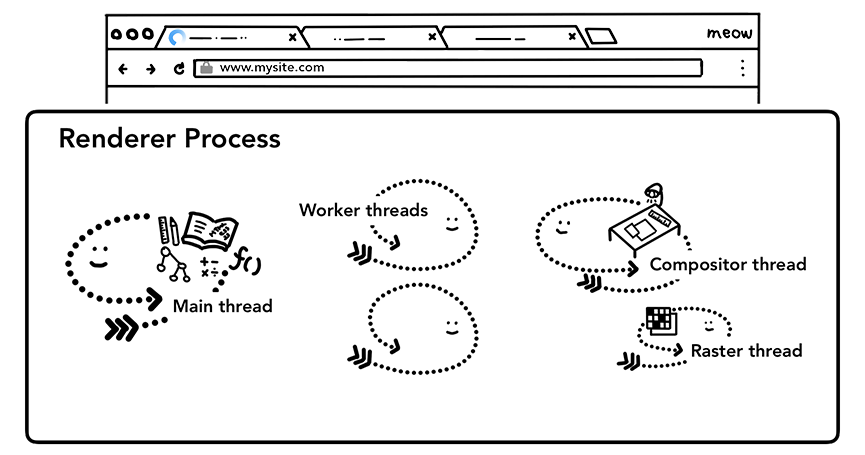 meow
www.mysite.com
Renderer Process
Worker threads
Main thread
f()
+-
×÷
Compositor thread
Raster thread